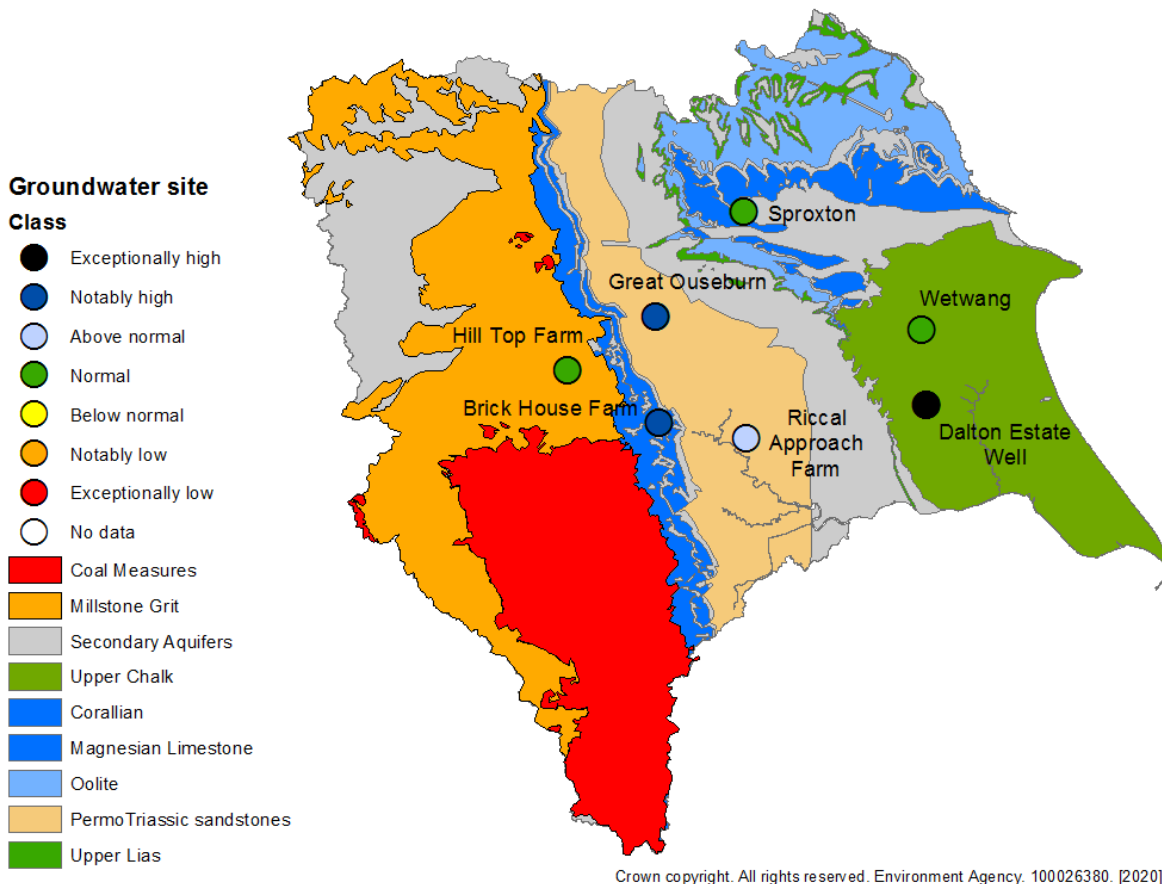 Groundwater site
Class
Exceptionally high
Notably high
Above normal
Normal
Below normal
Notably low
Exceptionally low
No data
Coal Measures
Millstone Grit
Secondary Aquifers
Upper Chalk
Corallian
Magnesian Limestone
Oolite
PermoTriassic sandstones
Upper Lias
Sproxton
Great Ouseburn
Wetwang
Hill Top Farm
Brick House Farm
Riccal
Approach
Farm
Dalton Estate
Well
Crown copyright. All rights reserved. Environment Agency. 100026380. [2020]